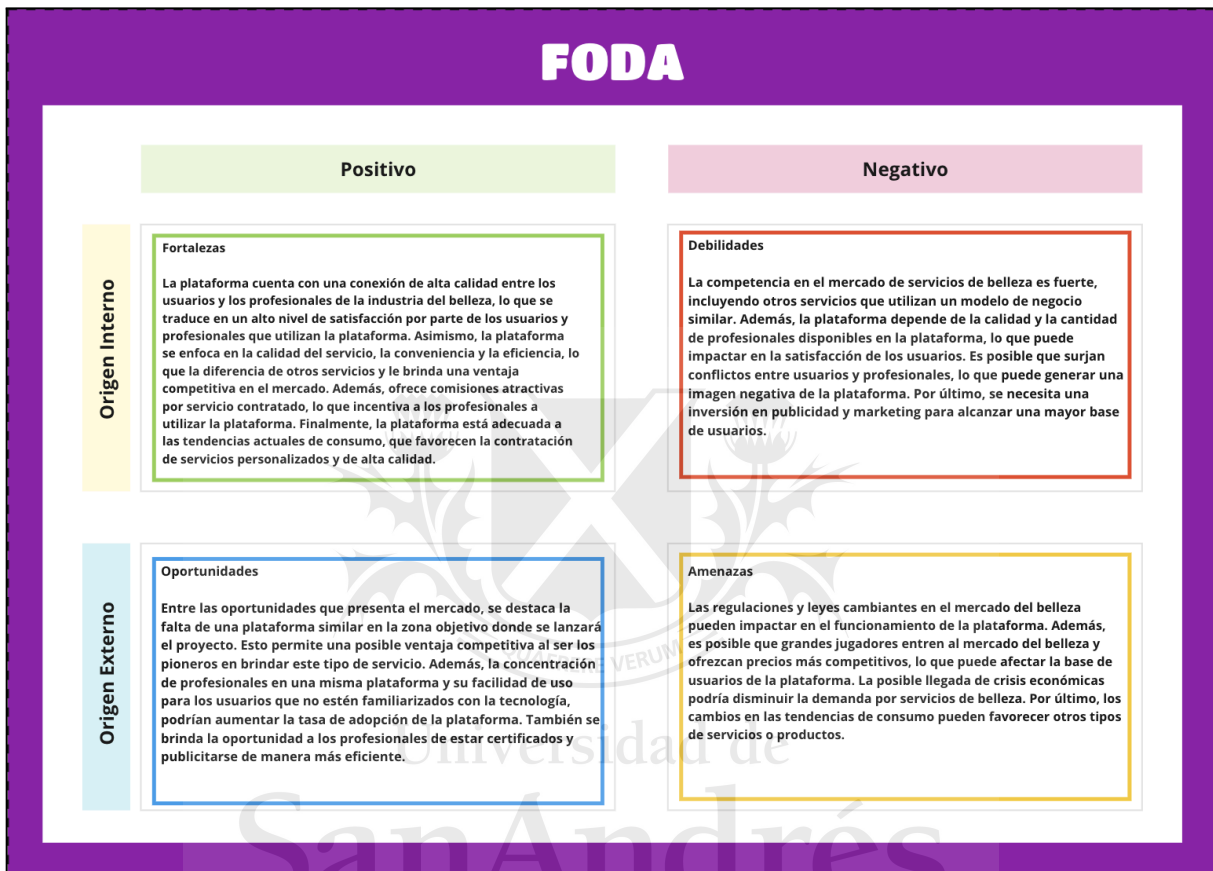 FODA
Positivo
Negativo
Origen Interno
Fortalezas
La plataforma cuenta con una conexión de alta calidad entre los
usuarios y los profesionales de la industria del belleza, lo que se
traduce en un alto nivel de satisfacción por parte de los usuarios y
profesionales que utilizan la plataforma. Asimismo, la plataforma
se enfoca en la calidad del servicio, la conveniencia y la eficiencia, lo
que la diferencia de otros servicios y le brinda una ventaja
competitiva en el mercado. Además, ofrece comisiones atractivas
por servicio contratado, lo que incentiva a los profesionales a
utilizar la plataforma. Finalmente, la plataforma está adecuada a
las tendencias actuales de consumo, que favorecen la contratación
de servicios personalizados y de alta calidad.
Debilidades
La competencia en el mercado de servicios de belleza es fuerte,
incluyendo otros servicios que utilizan un modelo de negocio
similar. Además, la plataforma depende de la calidad y la cantidad
de profesionales disponibles en la plataforma, lo que puede
impactar en la satisfacción de los usuarios. Es posible que surjan
conflictos entre usuarios y profesionales, lo que puede generar una
imagen negativa de la plataforma. Por último, se necesita una
inversión en publicidad y marketing para alcanzar una mayor base
de usuarios.
Origen Externo
Oportunidades
Entre las oportunidades que presenta el mercado, se destaca la
falta de una plataforma similar en la zona objetivo donde se lanzará
el proyecto. Esto permite una posible ventaja competitiva al ser los
pioneros en brindar este tipo de servicio. Además, la concentración
de profesionales en una misma plataforma y su facilidad de uso
para los usuarios que no estén familiarizados con la tecnología,
podrían aumentar la tasa de adopción de la plataforma. También se
brinda la oportunidad a los profesionales de estar certificados y
publicitarse de manera más eficiente.
Amenazas
Las regulaciones y leyes cambiantes en el mercado del belleza
pueden impactar en el funcionamiento de la plataforma. Además,
es posible que grandes jugadores entren al mercado del belleza y
ofrezcan precios más competitivos, lo que puede afectar la base de
usuarios de la plataforma. La posible llegada de crisis económicas
podría disminuir la demanda por servicios de belleza. Por último, los
cambios en las tendencias de consumo pueden favorecer otros tipos
de servicios o productos.
VERUM
Universidad de
SanAndrés